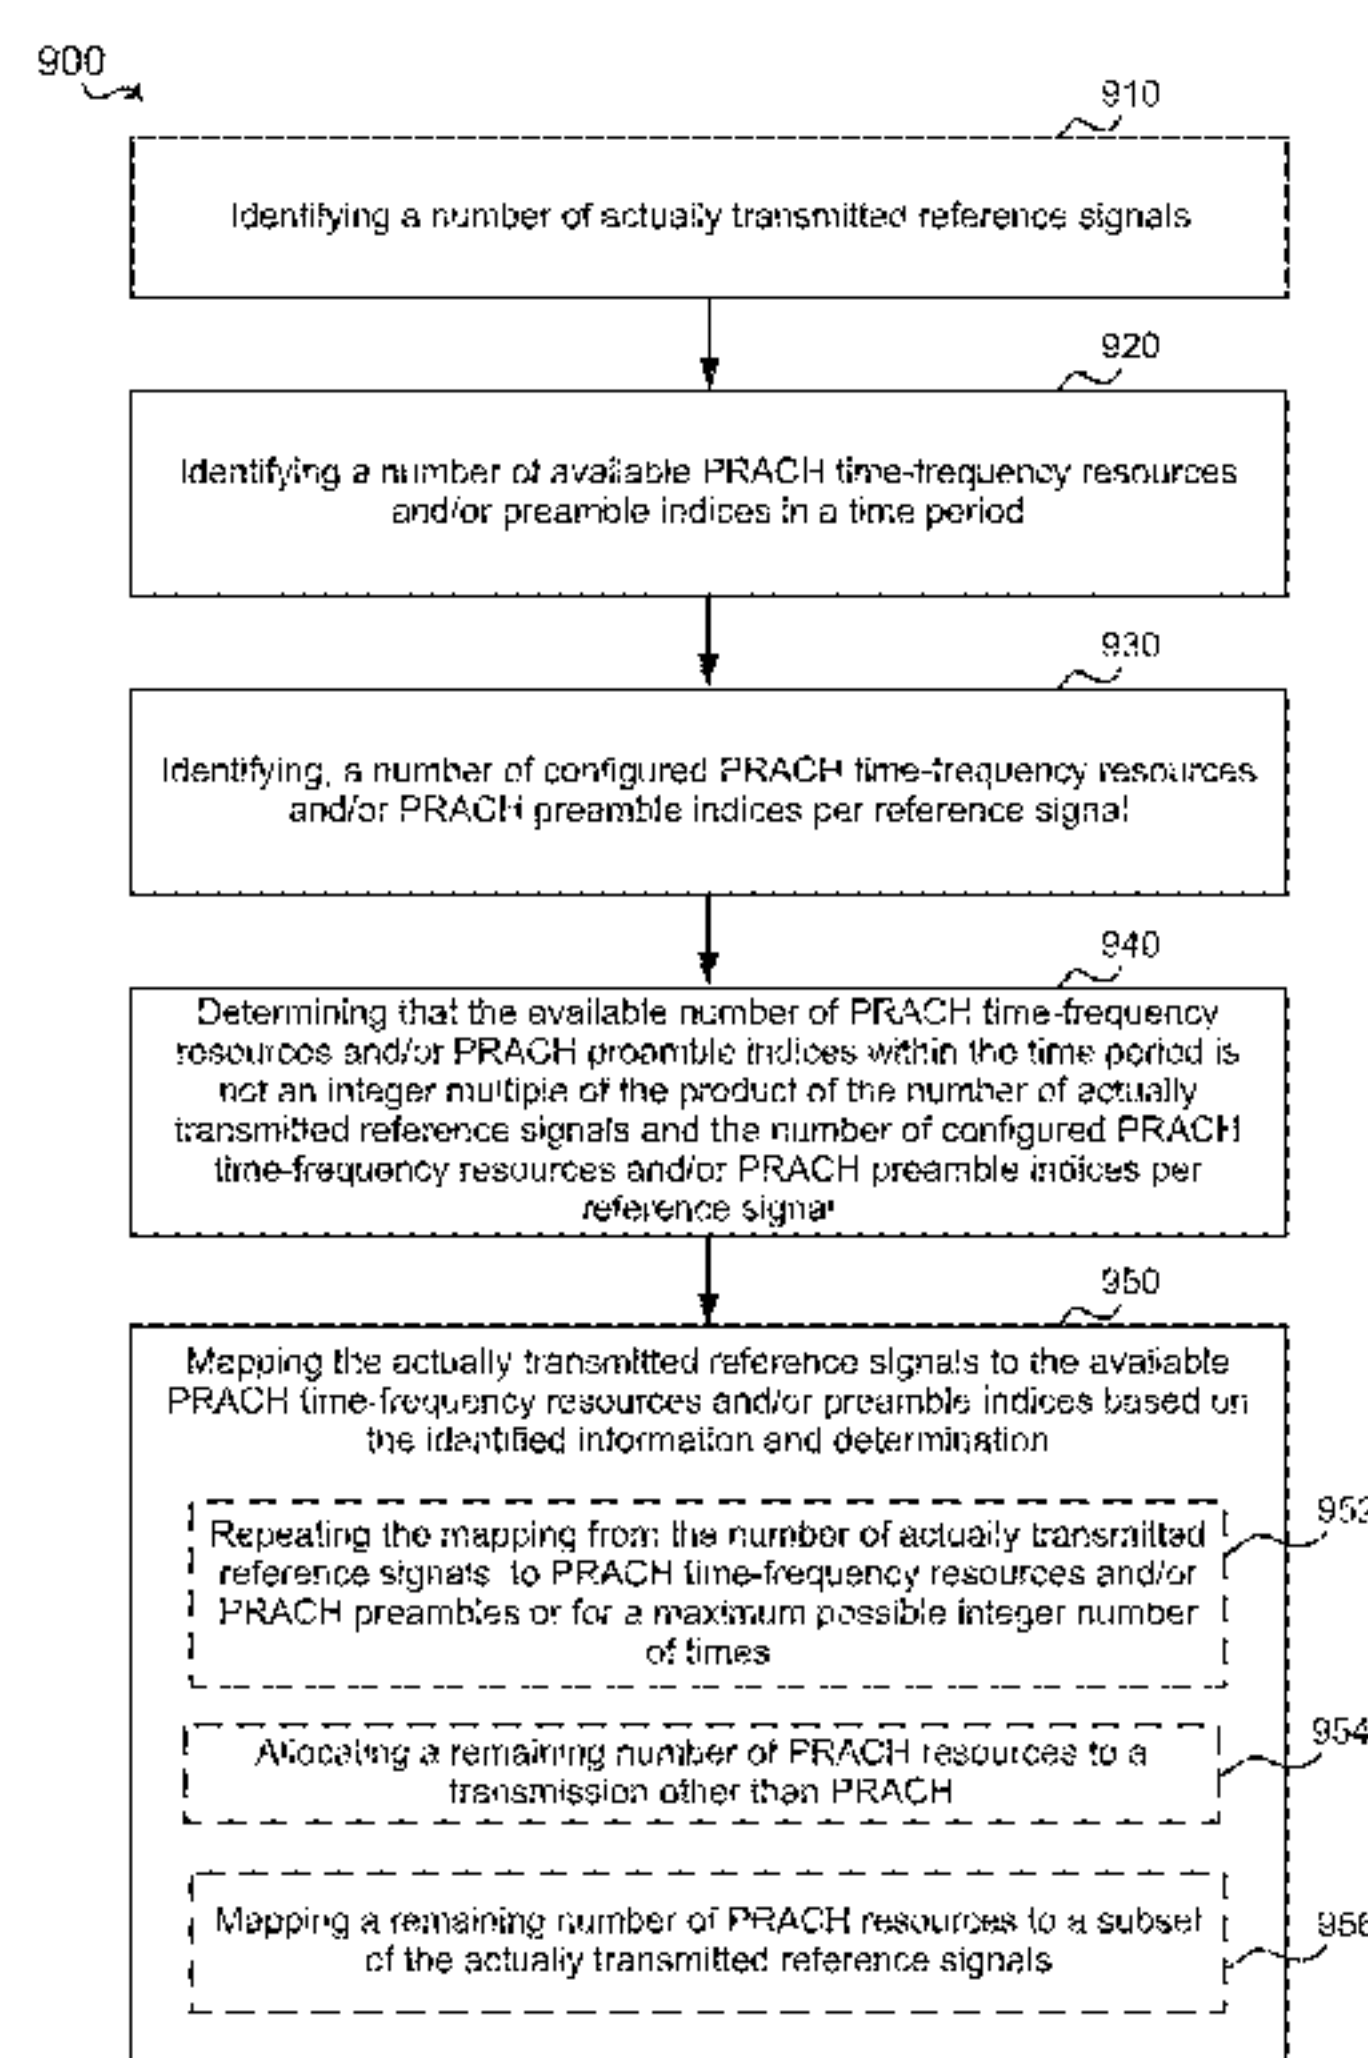 900
910
Identifying a number of actually transmitted reference signals
920
Identifying a number of available PRACH time-frequency resources
and/or preamble indices in a time period
930
Identifying, a number of configured PRACH time-frequency resources
and/or PRACH preamble indices per reference signal
940
Determining that the available number of PRACH time-frequency
resources and/or PRACH preamble indices within the time period is
not an integer multiple of the product of the number of actually
transmitted reference signals and the number of configured PRACH
time-frequency resources and/or PRACH preamble indices per
reference signal
950
Mapping the actually transmitted reference signals to the available
PRACH time-frequency resources and/or preamble indices based on
the identified information and determination
952
Repeating the mapping from the number of actually transmitted
reference signals to PRACH time-frequency resources and/or
PRACH preambles or for a maximum possible integer number
of times
954
Allocating a remaining number of PRACH resources to a
transmission other than PRACH
956
Mapping a remaining number of PRACH resources to a subset
of the actually transmitted reference signals